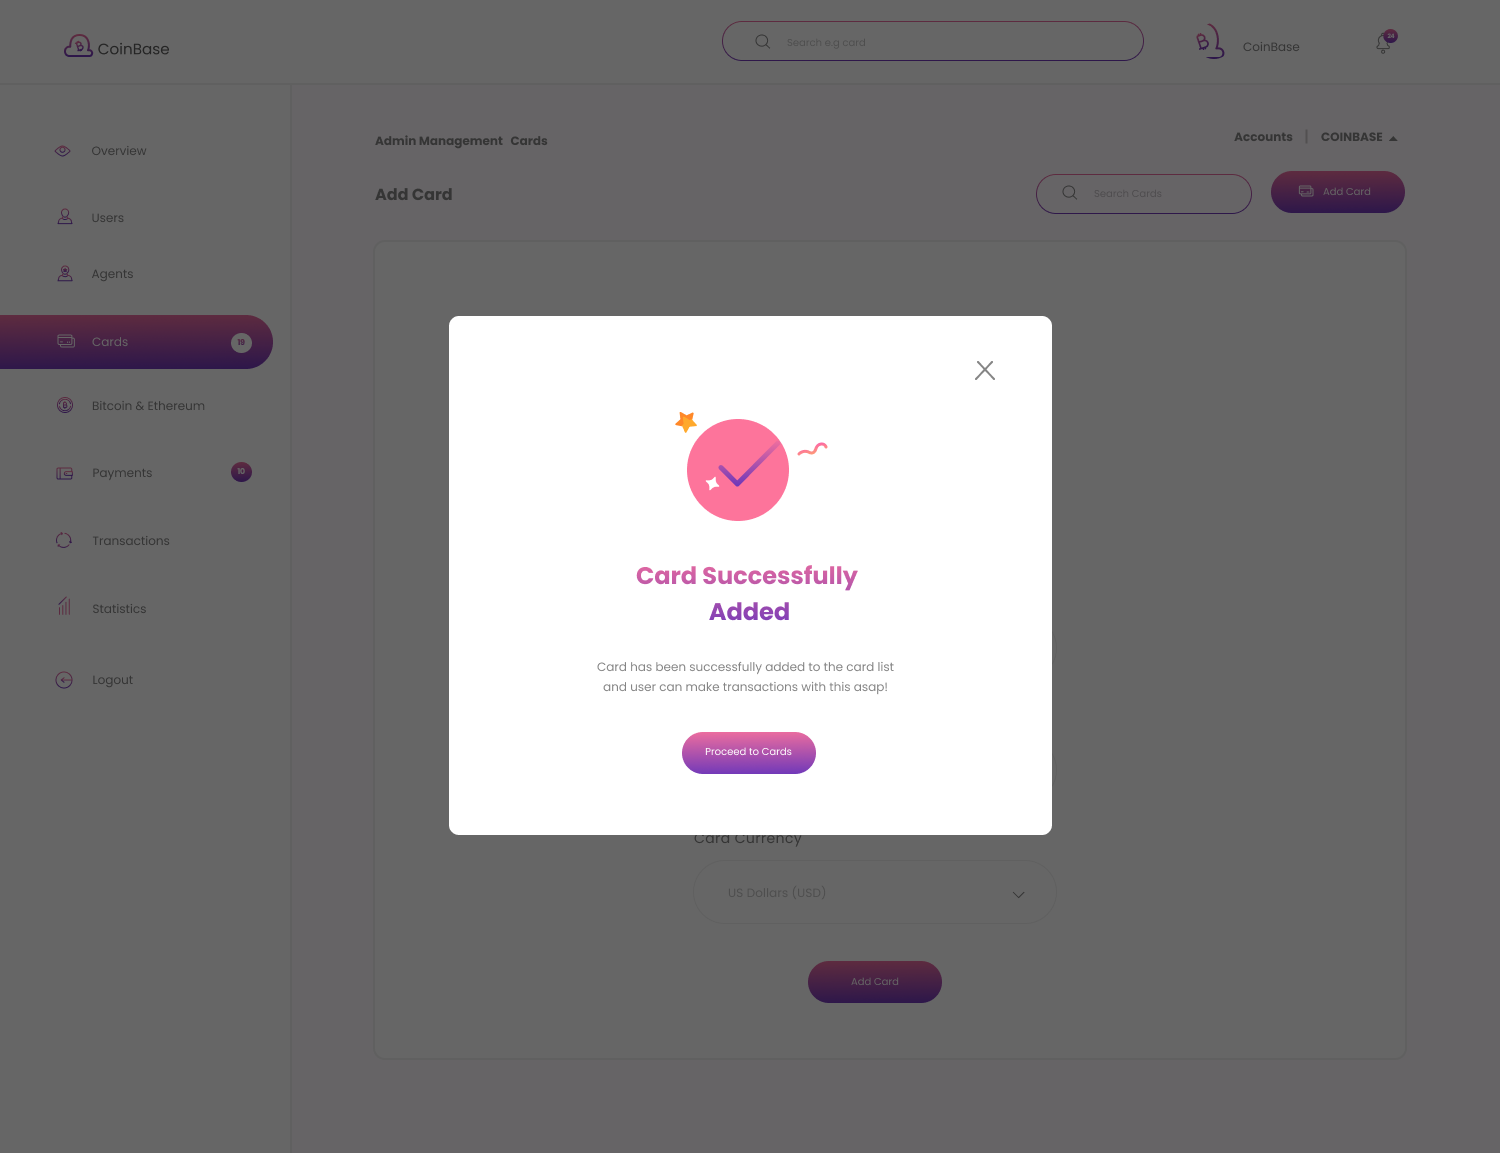 CoinBase
Search e.g card
CoinBase
24
Overview
Users
Agents
Cards
19
Bitcoin & Ethereum
Payments
10
Transactions
Statistics
Logout
Admin Management Cards
Accounts | COINBASE
Add Card
Search Cards
Add Card
Card Successfully
Added
Card has been successfully added to the card list
and user can make transactions with this asap!
Proceed to Cards
Card Currency
US Dollars (USD)
Add Card